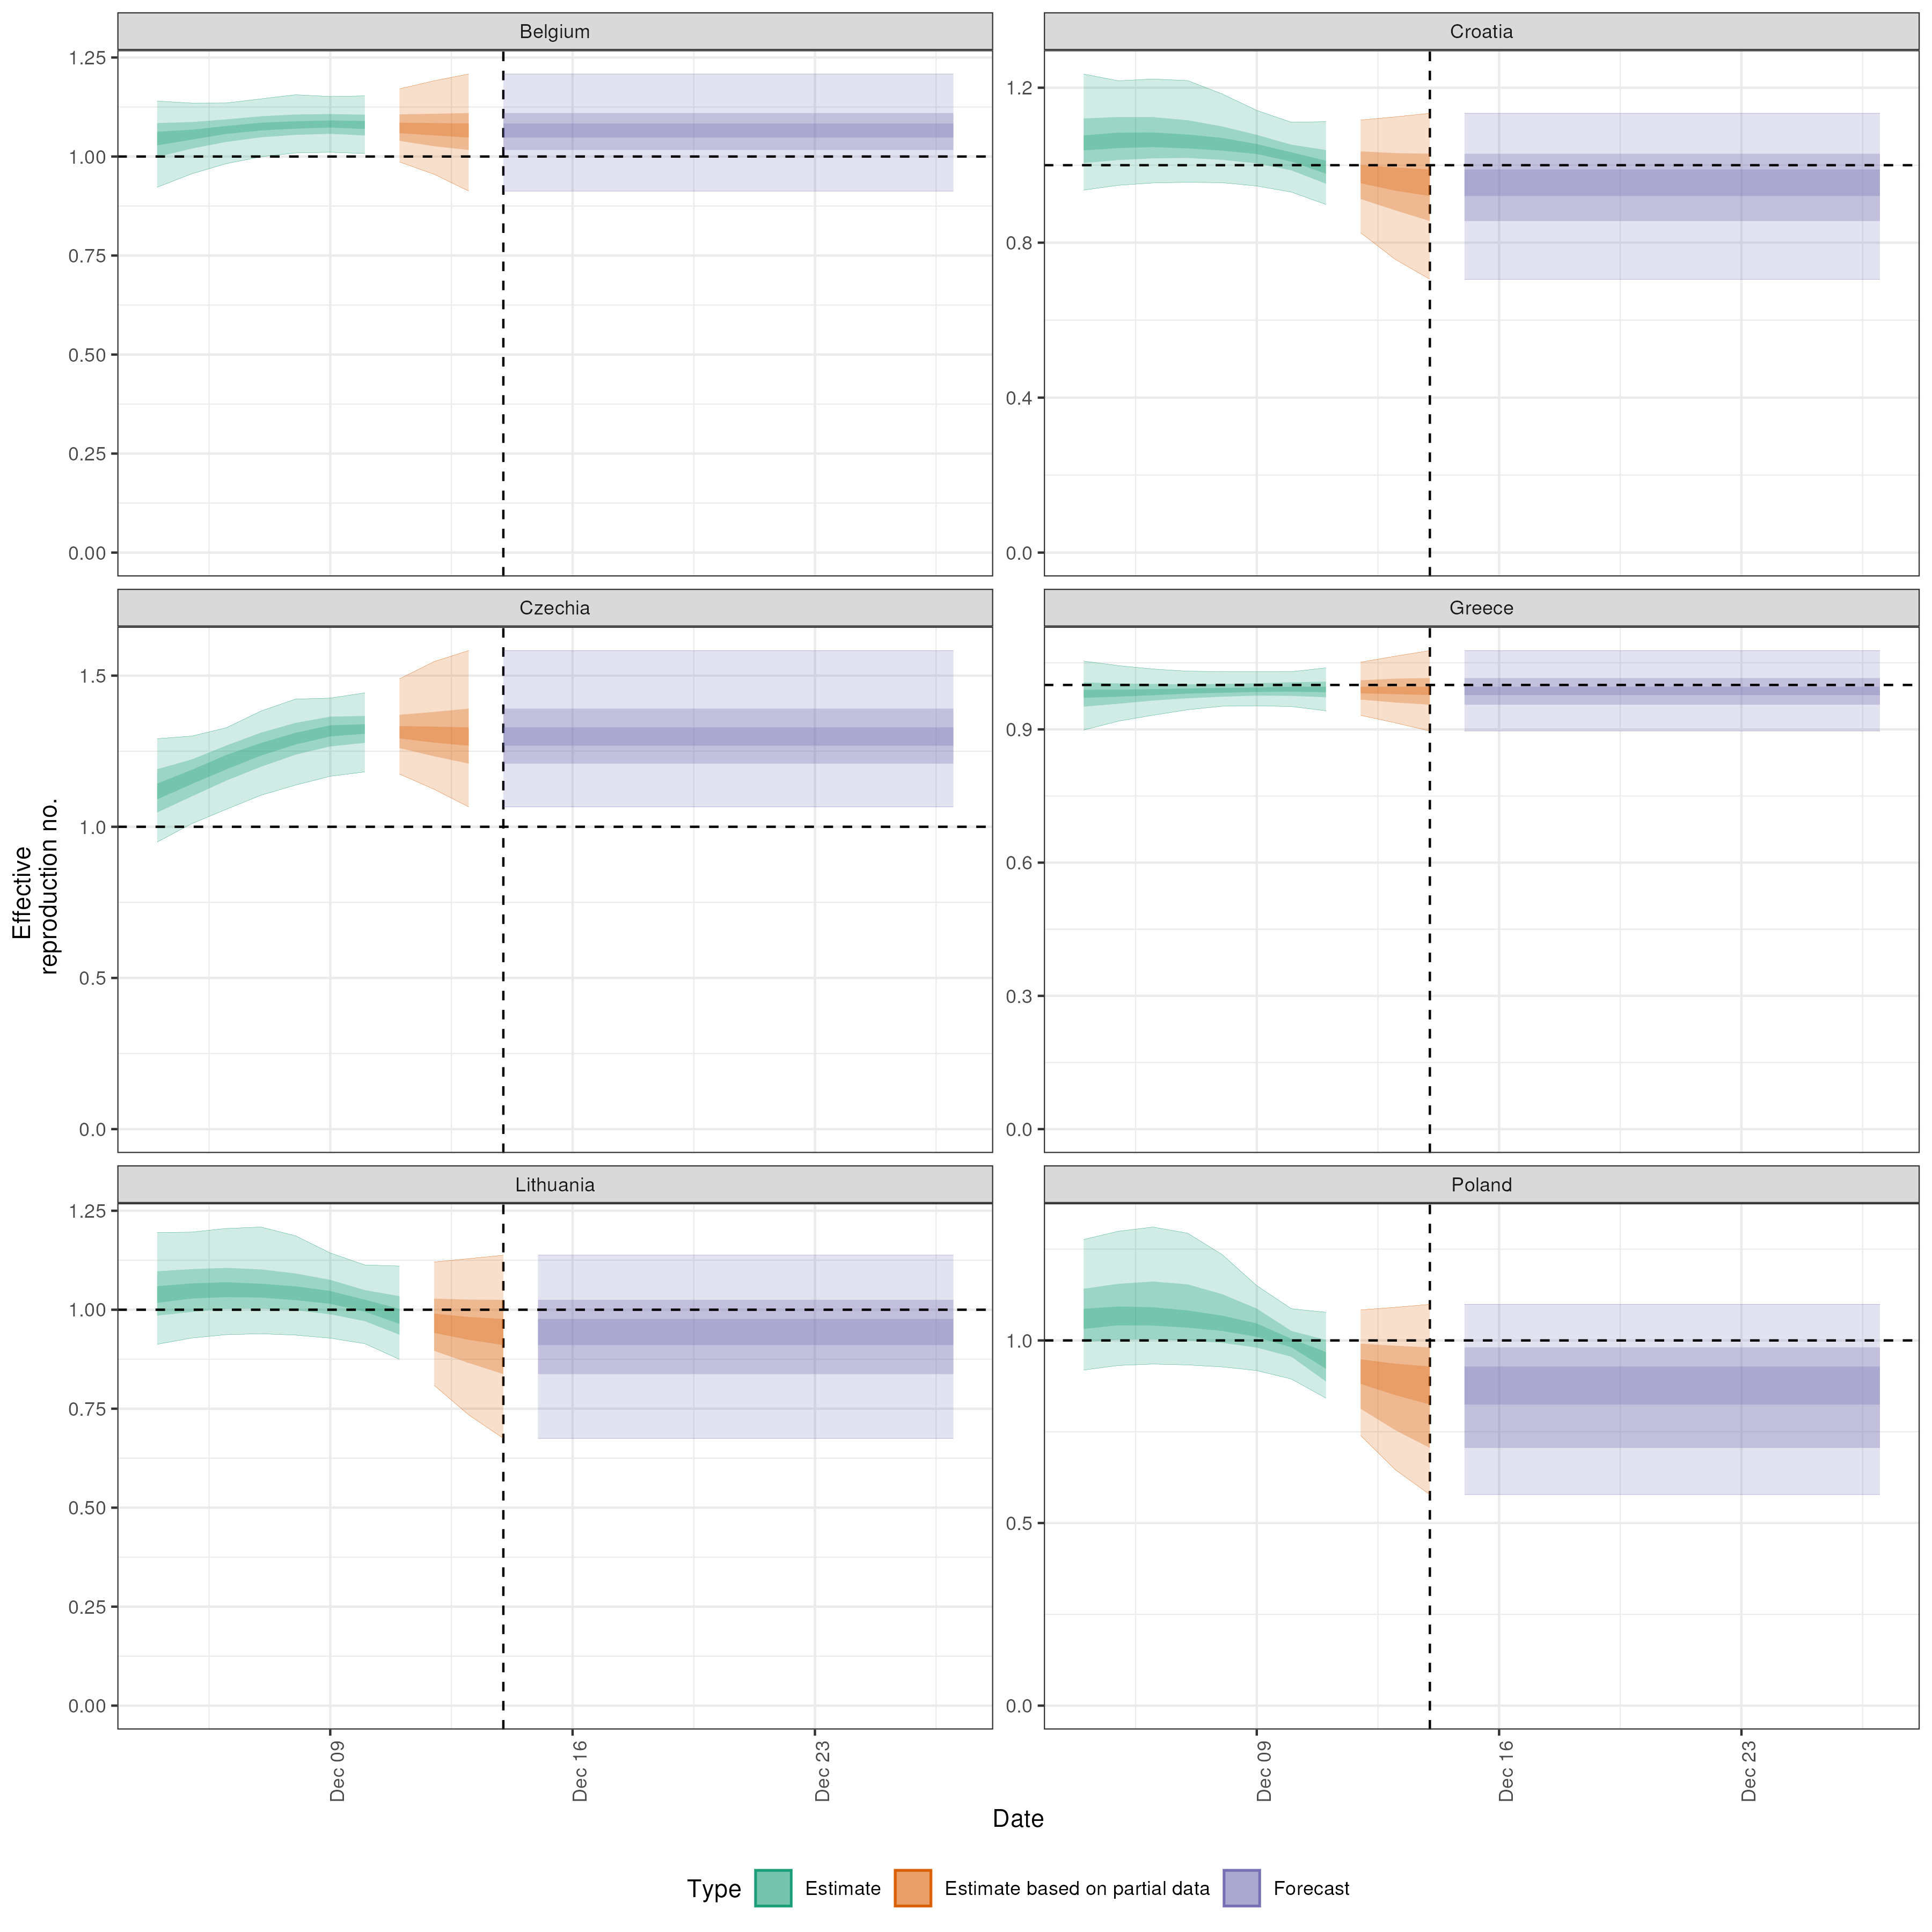 Belgium
Croatia
1.25
1.00
0.75
0.50
0.25
0.00
1.2
0.8
0.4
0.0
Czechia
Greece
1.5
1.0
0.5
0.0
0.9
0.6
0.3
0.0
Effective
reproduction no.
Lithuania
Poland
1.25
1.00
0.75
0.50
0.25
0.00
1.0
0.5
0.0
Dec 09
Dec 16
Dec 23
Dec 09
Dec 16
Dec 23
Date
Type
Estimate
Estimate based on partial data
Forecast